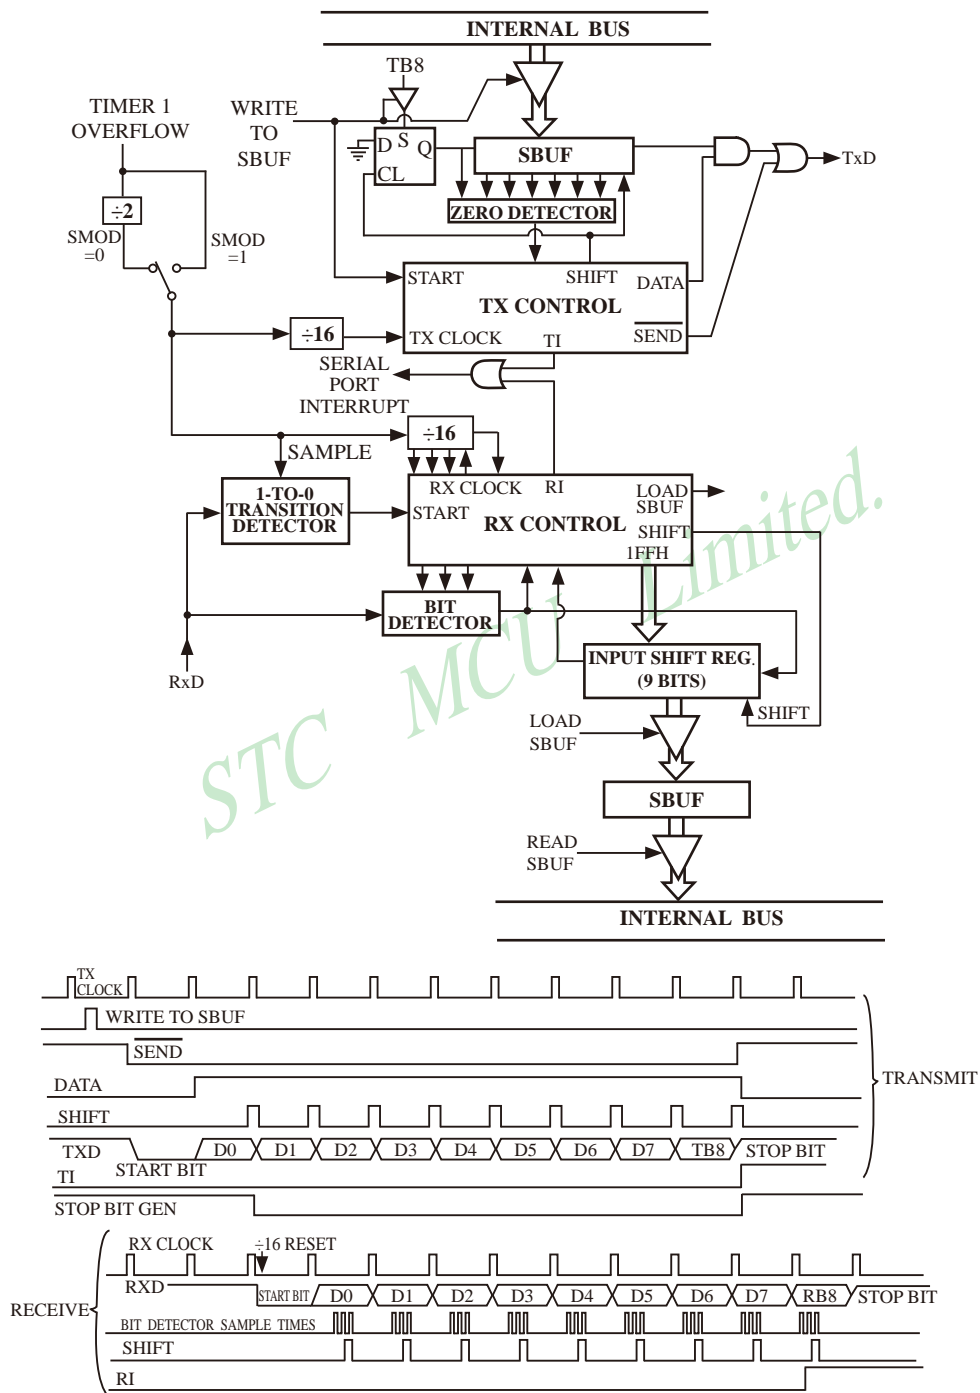 INTERNAL BUS
TB8
TIMER 1
OVERFLOW
WRITE
TO
SBUF
D
S
Q
CL
SBUF
TxD
÷2
ZERO DETECTOR
SMOD
=0
SMOD
=1
START
SHIFT
DATA
TX CONTROL
÷16
TX CLOCK
TI
SEND
SERIAL
PORT
INTERRUPT
÷16
SAMPLE
1-TO-0
TRANSITION
DETECTOR
RX CLOCK
RI
LOAD
SBUF
START
RX CONTROL
SHIFT
1FFH
BIT
DETECTOR
RxD
INPUT SHIFT REG.
(9 BITS)
SHIFT
LOAD
SBUF
SBUF
READ
SBUF
INTERNAL BUS
STC MCU Limited.
TX
CLOCK
WRITE TO SBUF
SEND
DATA
TRANSMIT
SHIFT
TXD
START BIT
D0 D1 D2 D3 D4 D5 D6 D7 TB8
STOP BIT
TI
STOP BIT GEN
RX CLOCK
÷16 RESET
RXD
START BIT D0 D1 D2 D3 D4 D5 D6 D7 RB8
STOP BIT
RECEIVE
BIT DETECTOR SAMPLE TIMES
SHIFT
RI